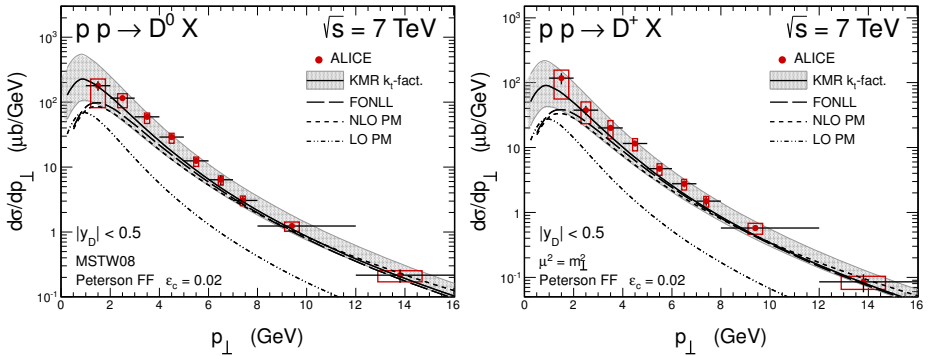 p p → D⁰ X √s = 7 TeV
ALICE
KMR kₜ-fact.
FONLL
NLO PM
LO PM
dσ/dp⊥ (μb/GeV)
10³
10²
10
1
10⁻¹
|y_D| < 0.5
MSTW08
Peterson FF ε_c = 0.02
0 2 4 6 8 10 12 14 16
p⊥ (GeV)
p p → D⁺ X √s = 7 TeV
ALICE
KMR kₜ-fact.
FONLL
NLO PM
LO PM
dσ/dp⊥ (μb/GeV)
10³
10²
10
1
10⁻¹
|y_D| < 0.5
μ² = m²⊥
Peterson FF ε_c = 0.02
0 2 4 6 8 10 12 14 16
p⊥ (GeV)